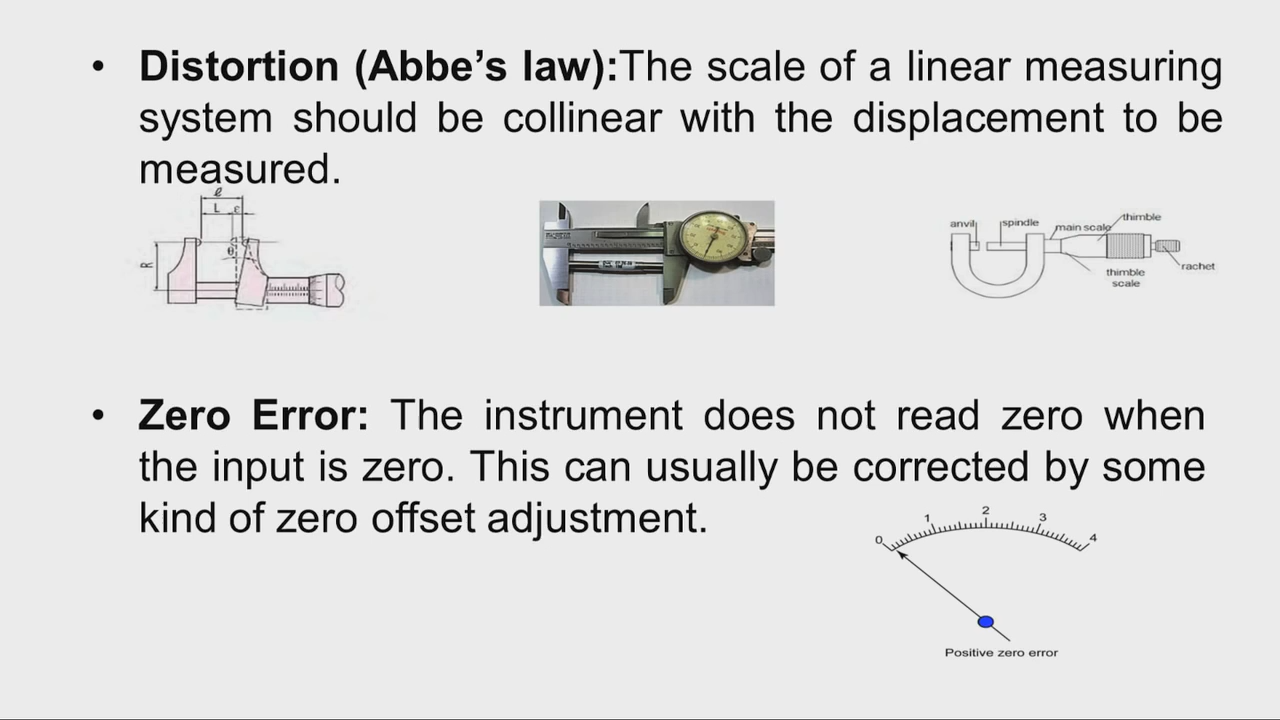 • Distortion (Abbe's law):The scale of a linear measuring
system should be collinear with the displacement to be
measured.
ℓ
L ε
R
θ
anvil spindle main scale thimble
thimble
scale
rachet
• Zero Error: The instrument does not read zero when
the input is zero. This can usually be corrected by some
kind of zero offset adjustment.
0 1 2 3 4
Positive zero error